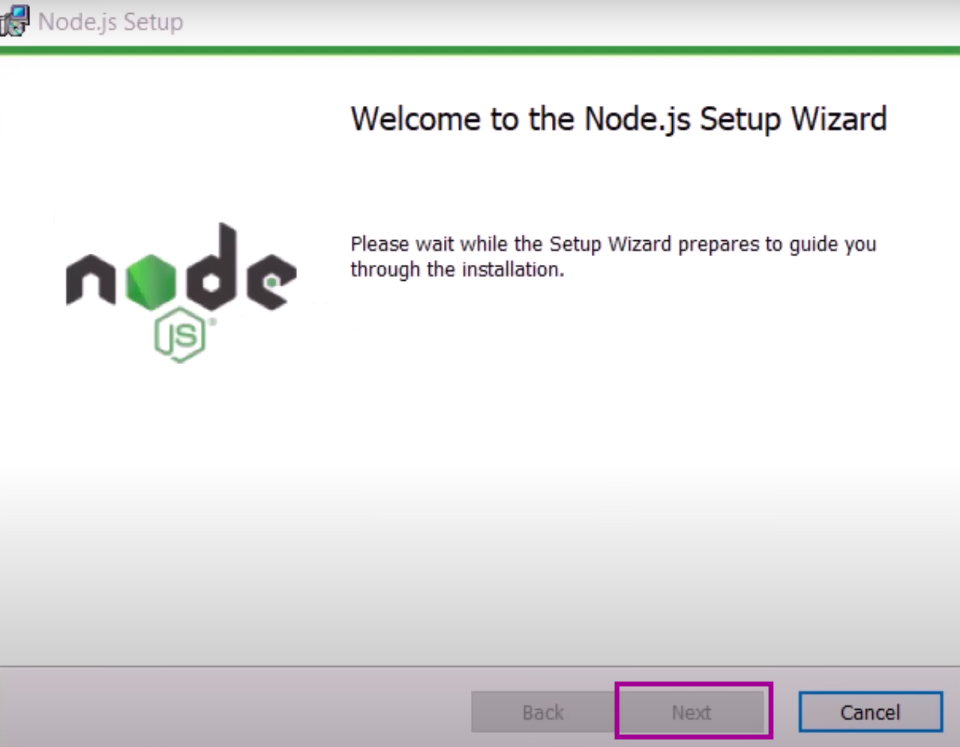 Node.js Setup
Welcome to the Node.js Setup Wizard
Please wait while the Setup Wizard prepares to guide you
through the installation.
node
JS®
Back
Next
Cancel